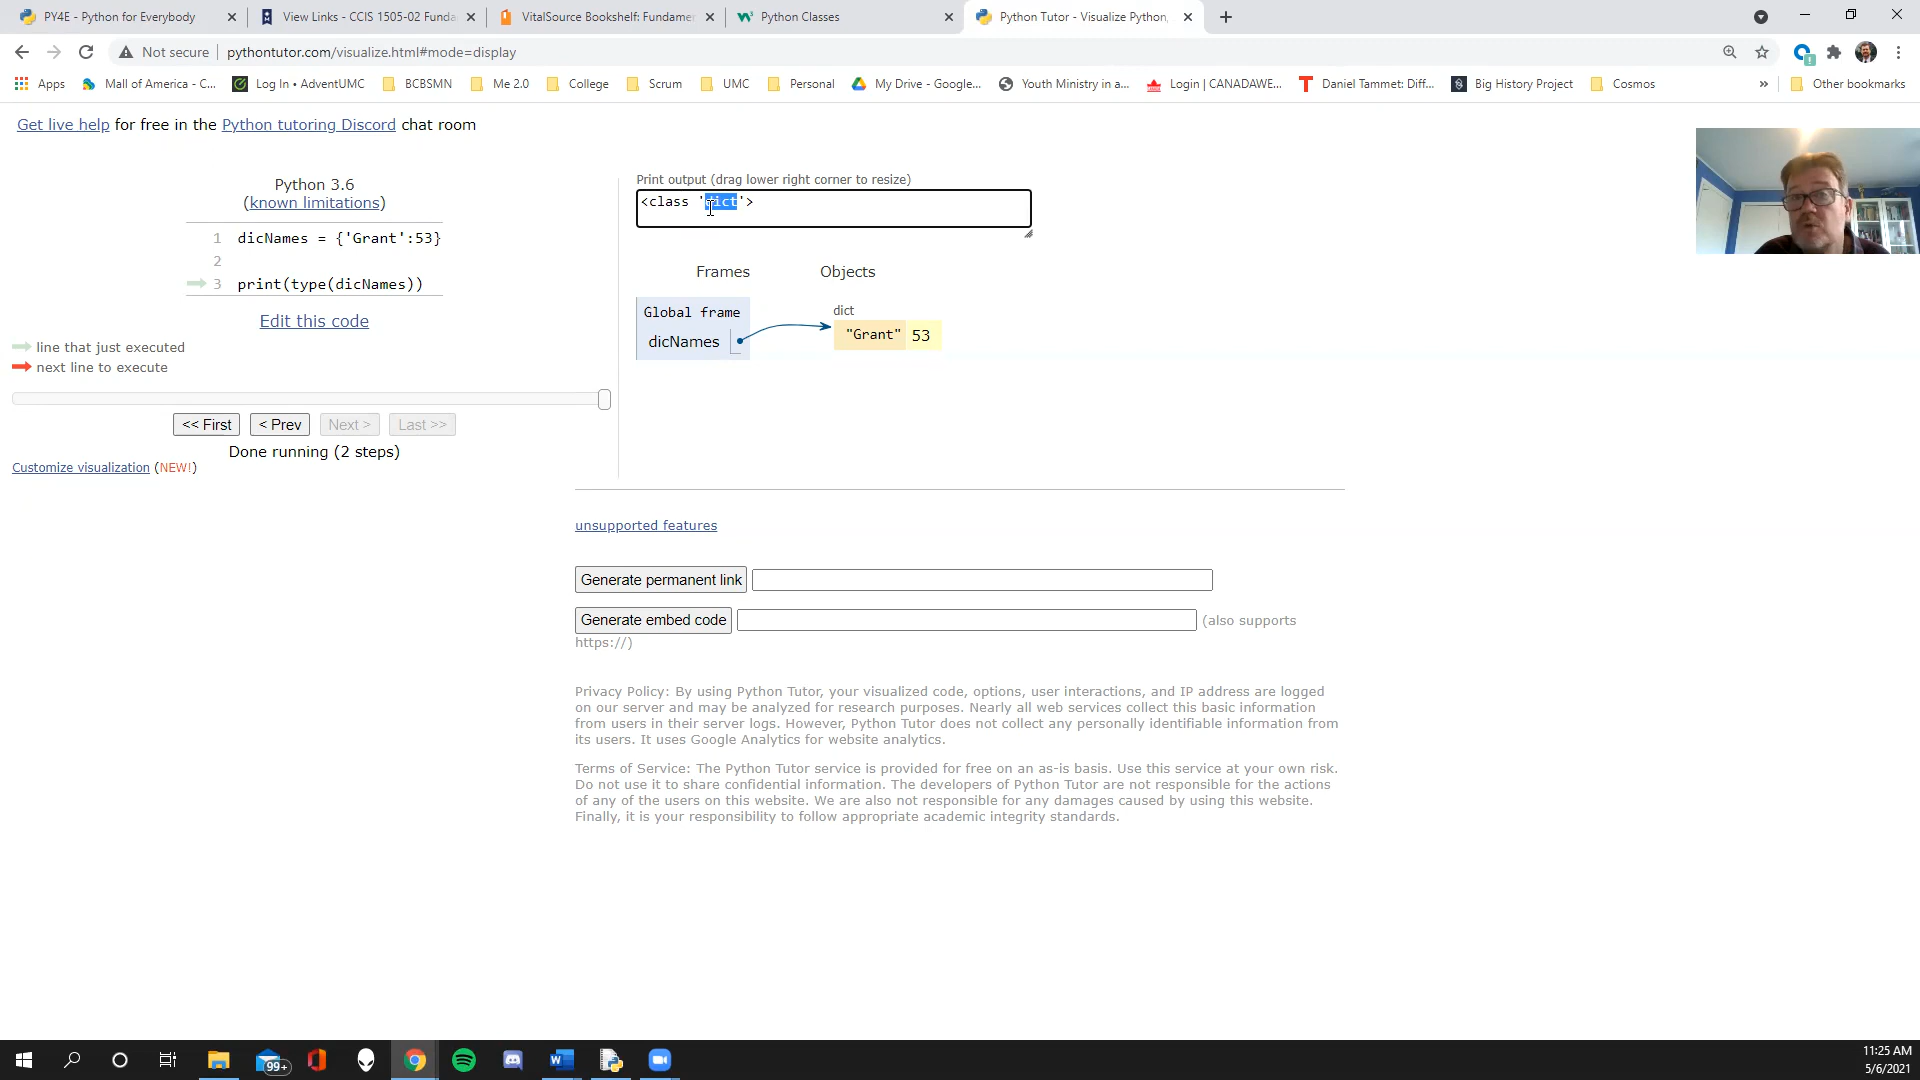 PY4E - Python for Everybody
View Links - CCIS 1505-02 Funda
VitalSource Bookshelf: Fundame
Python Classes
Python Tutor - Visualize Python,
Not secure
pythontutor.com/visualize.html#mode=display
Apps
Mall of America - C...
Log In • AdventUMC
BCBSMN
Me 2.0
College
Scrum
UMC
Personal
My Drive - Google...
Youth Ministry in a...
Login | CANADAWE...
Daniel Tammet: Diff...
Big History Project
Cosmos
»
Other bookmarks
Get live help for free in the Python tutoring Discord chat room
Python 3.6
(known limitations)
1 dicNames = {'Grant':53}
2
3 print(type(dicNames))
Edit this code
line that just executed
next line to execute
<< First
< Prev
Next >
Last >>
Done running (2 steps)
Customize visualization (NEW!)
Print output (drag lower right corner to resize)
<class 'dict'>
Frames
Objects
Global frame
dicNames
dict
"Grant" 53
unsupported features
Generate permanent link
Generate embed code
(also supports
https://)
Privacy Policy: By using Python Tutor, your visualized code, options, user interactions, and IP address are logged
on our server and may be analyzed for research purposes. Nearly all web services collect this basic information
from users in their server logs. However, Python Tutor does not collect any personally identifiable information from
its users. It uses Google Analytics for website analytics.
Terms of Service: The Python Tutor service is provided for free on an as-is basis. Use this service at your own risk.
Do not use it to share confidential information. The developers of Python Tutor are not responsible for the actions
of any of the users on this website. We are also not responsible for any damages caused by using this website.
Finally, it is your responsibility to follow appropriate academic integrity standards.
99+
11:25 AM
5/6/2021